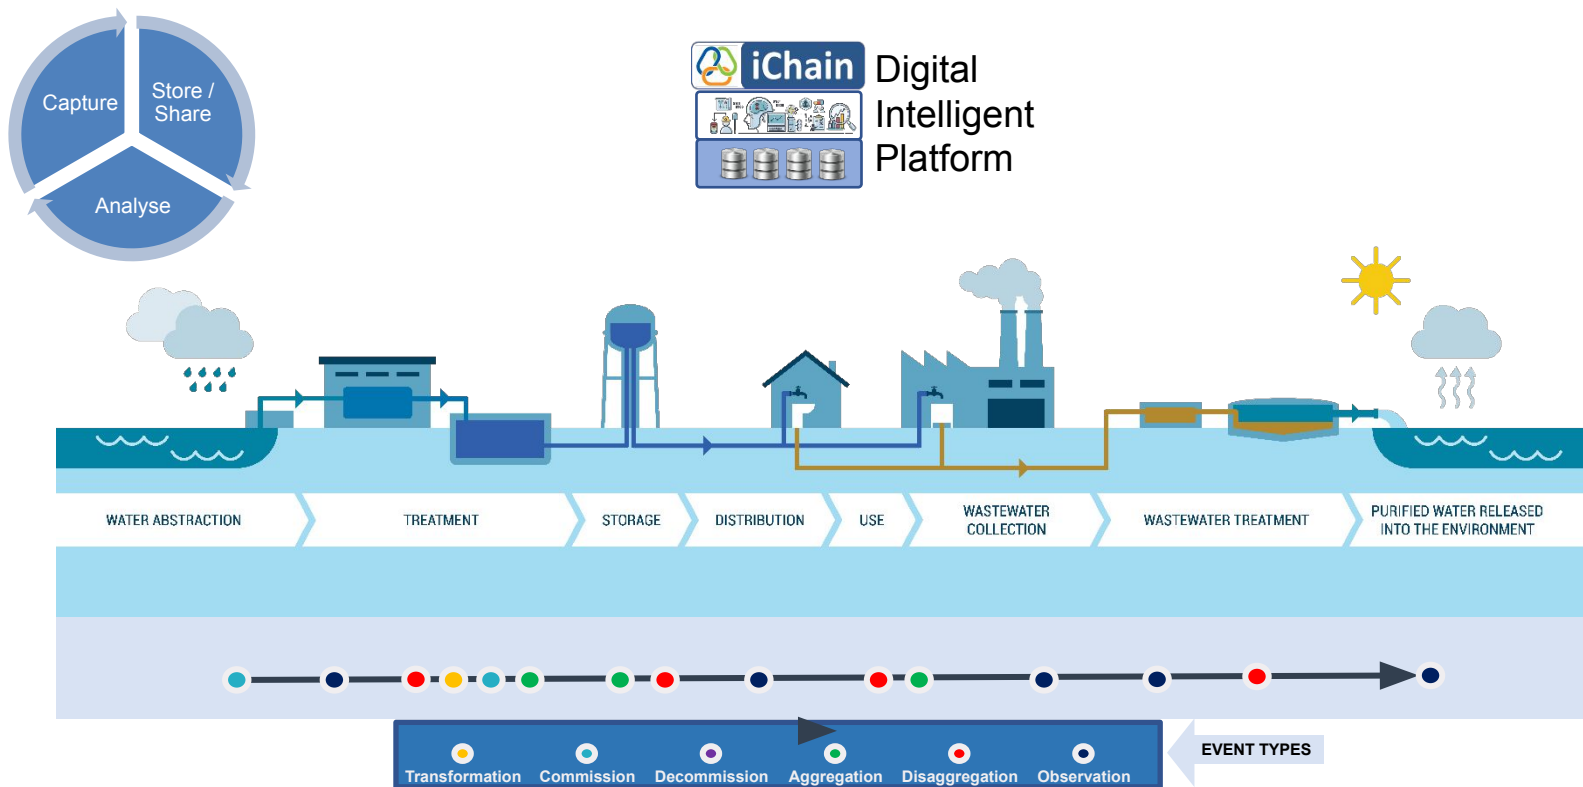 Capture
Store /
Share
Analyse
iChain
Digital
Intelligent
Platform
WATER ABSTRACTION
TREATMENT
STORAGE
DISTRIBUTION
USE
WASTEWATER
COLLECTION
WASTEWATER TREATMENT
PURIFIED WATER RELEASED
INTO THE ENVIRONMENT
EVENT TYPES
Transformation
Commission
Decommission
Aggregation
Disaggregation
Observation